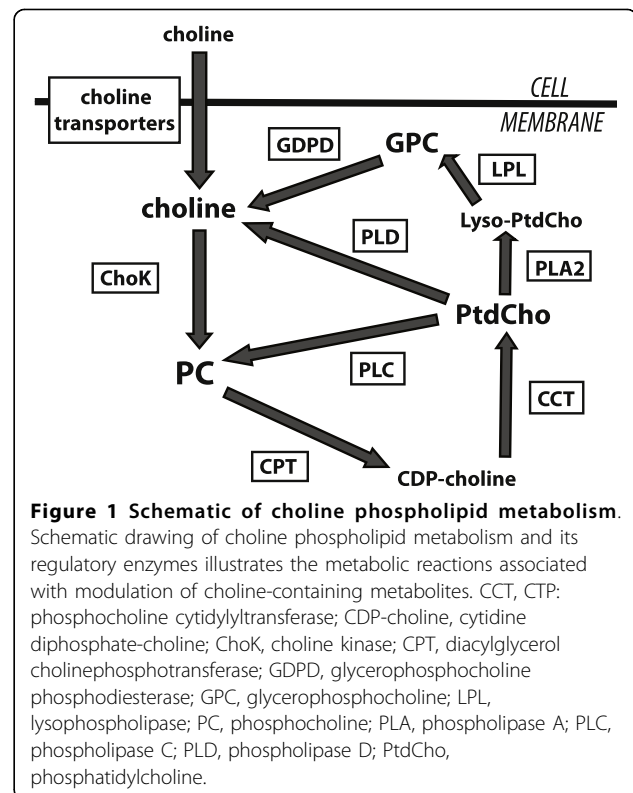 choline
CELL
MEMBRANE
choline
transporters
GDPD
GPC
LPL
choline
Lyso-PtdCho
PLD
PLA2
ChoK
PtdCho
PC
PLC
CCT
CPT
CDP-choline
Figure 1 Schematic of choline phospholipid metabolism.
Schematic drawing of choline phospholipid metabolism and its
regulatory enzymes illustrates the metabolic reactions associated
with modulation of choline-containing metabolites. CCT, CTP:
phosphocholine cytidylyltransferase; CDP-choline, cytidine
diphosphate-choline; ChoK, choline kinase; CPT, diacylglycerol
cholinephosphotransferase; GDPD, glycerophosphocholine
phosphodiesterase; GPC, glycerophosphocholine; LPL,
lysophospholipase; PC, phosphocholine; PLA, phospholipase A; PLC,
phospholipase C; PLD, phospholipase D; PtdCho,
phosphatidylcholine.